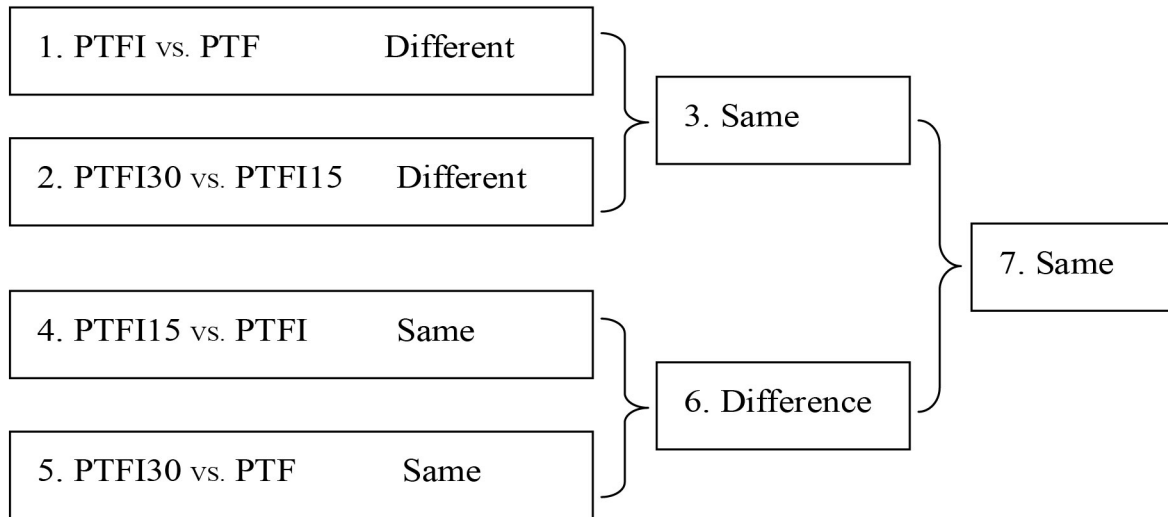 1. PTFI vs. PTF Different
2. PTFI30 vs. PTFI15 Different
3. Same
4. PTFI15 vs. PTFI Same
5. PTFI30 vs. PTF Same
6. Difference
7. Same